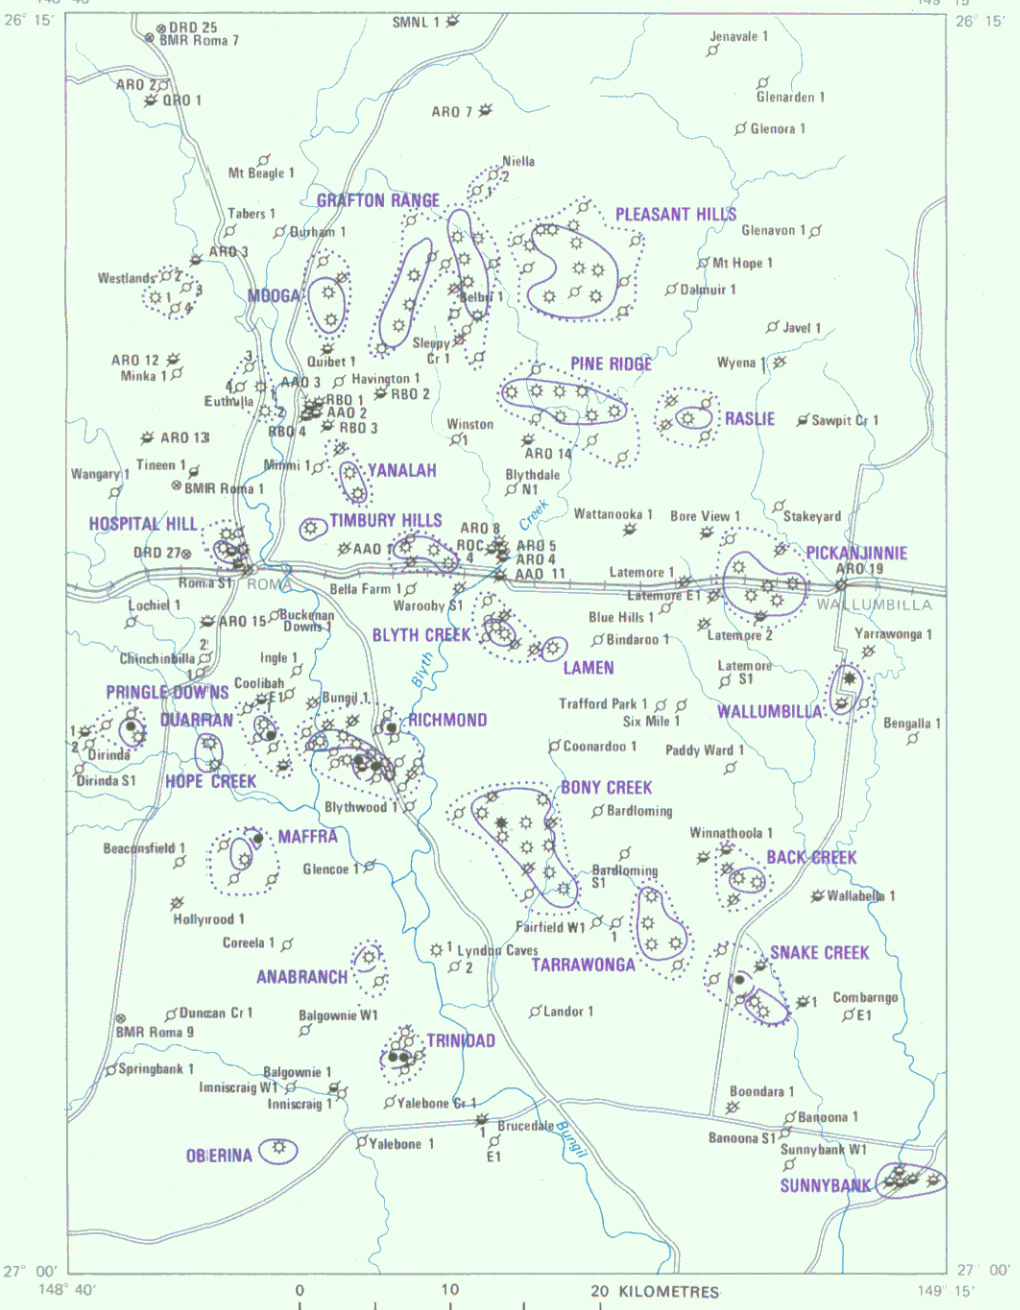 26° 15'
SMNL 1
26° 15'
DRD 25
BMR Roma 7
Jenavale 1
ARO 2
QRO 1
Glenarden 1
ARO 7
Glenora 1
Mt Beagle 1
Niella
2
1
GRAFTON RANGE
PLEASANT HILLS
Tabers 1
Durham 1
Glenavon 1
ARO 3
Westlands 2
3
1
4
Mt Hope 1
MOOGA
Belbri 1
Dalmuir 1
Javel 1
Sleepy
Cr 1
Quibet 1
ARO 12
Minka 1
3
PINE RIDGE
Wyena 1
AAO 3
Havington 1
4
1
Euthulla
2
RBO 1
RBO 2
AAO 2
RBO 4
RBO 3
RASLIE
Sawpit Cr 1
Winston
1
ARO 13
ARO 14
Tineen 1
Minmi 1
YANALAH
Wangary 1
BMR Roma 1
Blythdale
N1
Creek
Stakeyard
HOSPITAL HILL
TIMBURY HILLS
Wattanooka 1
Bore View 1
ARO 8
DRD 27
AAO 1
ROC
4
ARO 5
ARO 4
PICKANJINNIE
ARO 19
Roma S1
ROMA
AAO 11
Latemore 1
Bella Farm 1
Warooby S1
Latemore E1
WALLUMBILLA
Lochiel 1
ARO 15
Buckenan
Downs 1
Blue Hills 1
BLYTH CREEK
Bindaroo 1
Latemore 2
Yarrawonga 1
Chinchinbilla
2
1
Ingle 1
Blyth
LAMEN
Latemore
S1
Coolibah
E1
1
PRINGLE DOWNS
Bungil 1
DUARRAN
RICHMOND
Trafford Park 1
Six Mile 1
WALLUMBILLA
Bengalla 1
1
2
Dirinda
Dirinda S1
HOPE CREEK
Coonardoo 1
Paddy Ward 1
BONY CREEK
Blythwood 1
Bardloming
MAFFRA
Winnathoola 1
Beaconsfield 1
Glencoe 1
Bardloming
S1
BACK CREEK
Hollyrood 1
Wallabella 1
Fairfield W1
1
Coreela 1
1
Lyndon Caves
2
TARRAWONGA
SNAKE CREEK
ANABRANCH
1
Combarngo
E1
BMR Roma 9
Duncan Cr 1
Balgownie W1
Landor 1
TRINIDAD
Springbank 1
Balgownie 1
Inniscraig W1
Inniscraig 1
Yalebone Cr 1
Boondara 1
Banoona 1
Brucedale
1
E1
Bungil
Banoona S1
Sunnybank W1
Yalebone 1
OBERINA
SUNNYBANK
27° 00'
27° 00'
148° 40'
149° 15'
0
10
20 KILOMETRES